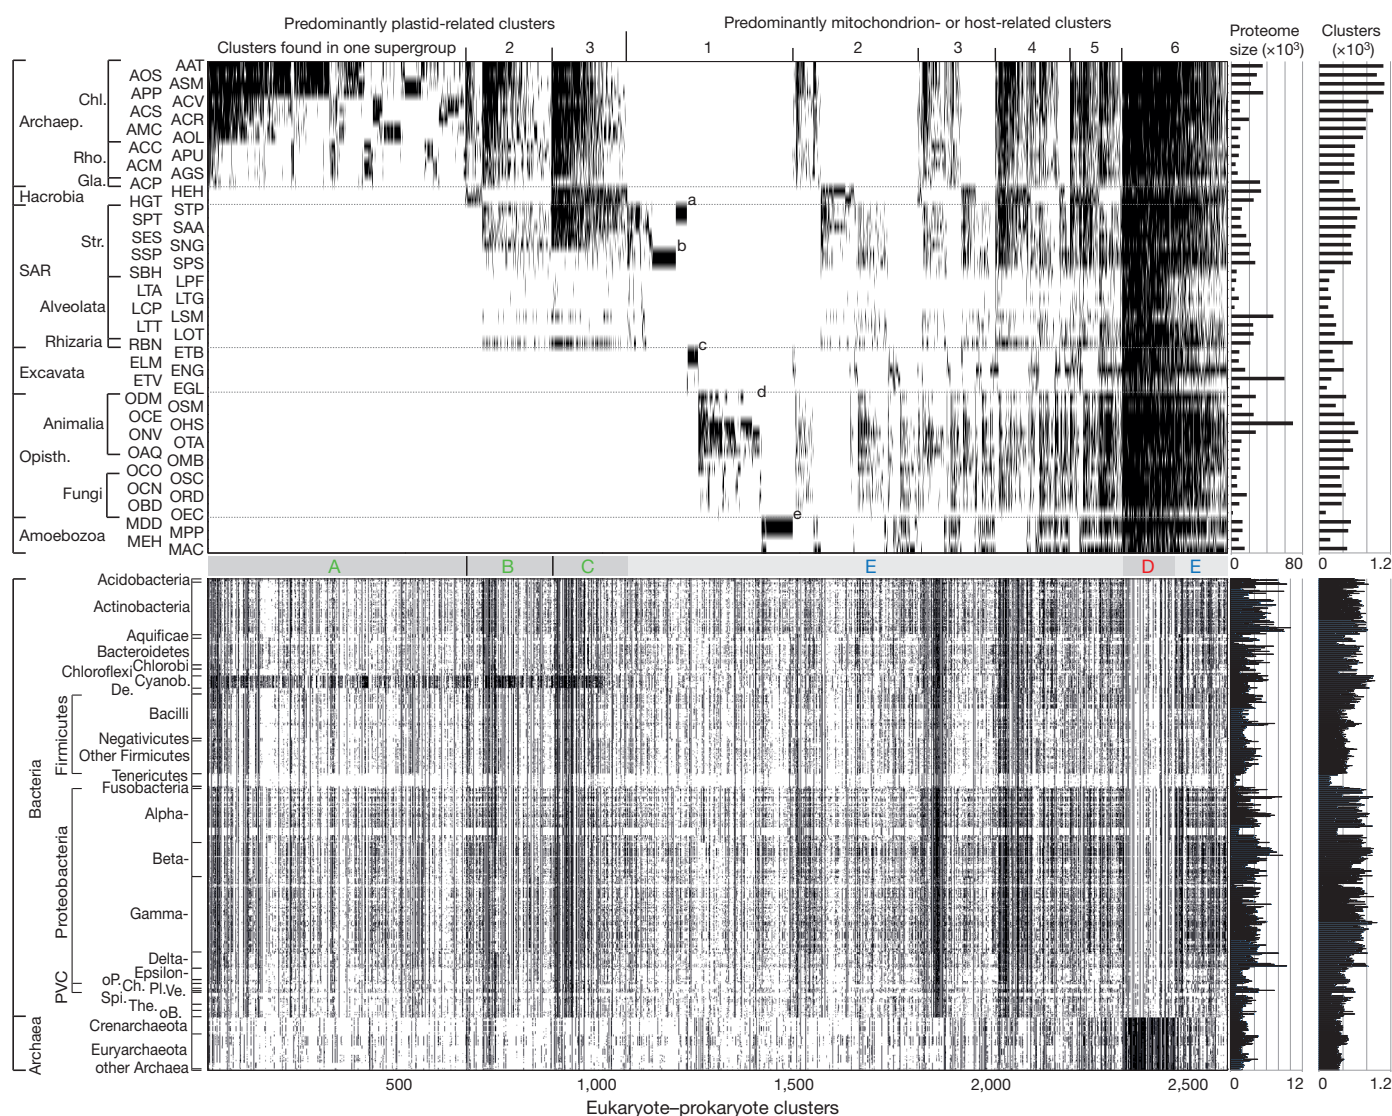 Predominantly plastid-related clusters
Predominantly mitochondrion- or host-related clusters
Clusters found in one supergroup
2
3
1
2
3
4
5
6
Proteome
size (×10³)
Clusters
(×10³)
Chl.
Archaep.
Rho.
Gla.
Hacrobia
Str.
SAR
Alveolata
Rhizaria
Excavata
Animalia
Opisth.
Fungi
Amoebozoa
AAT
AOS
ASM
APP
ACV
ACS
ACR
AMC
AOL
ACC
APU
ACM
AGS
ACP
HEH
HGT
STP
SPT
SAA
SES
SNG
SSP
SPS
SBH
LPF
LTA
LTG
LCP
LSM
LTT
LOT
RBN
ETB
ELM
ENG
ETV
EGL
ODM
OSM
OCE
OHS
ONV
OTA
OAQ
OMB
OCO
OSC
OCN
ORD
OBD
OEC
MDD
MPP
MEH
MAC
a
b
c
d
e
0 80
0 1.2
A
B
C
E
D
E
Bacteria
Firmicutes
Proteobacteria
PVC
Archaea
Acidobacteria
Actinobacteria
Aquificae
Bacteroidetes
Chlorobi
Chloroflexi
Cyanob.
De.
Bacilli
Negativicutes
Other Firmicutes
Tenericutes
Fusobacteria
Alpha-
Beta-
Gamma-
Delta-
Epsilon-
oP.
Ch.
Pl.
Ve.
Spi.
The.
oB.
Crenarchaeota
Euryarchaeota
other Archaea
500
1,000
1,500
2,000
2,500
0 12
0 1.2
Eukaryote–prokaryote clusters